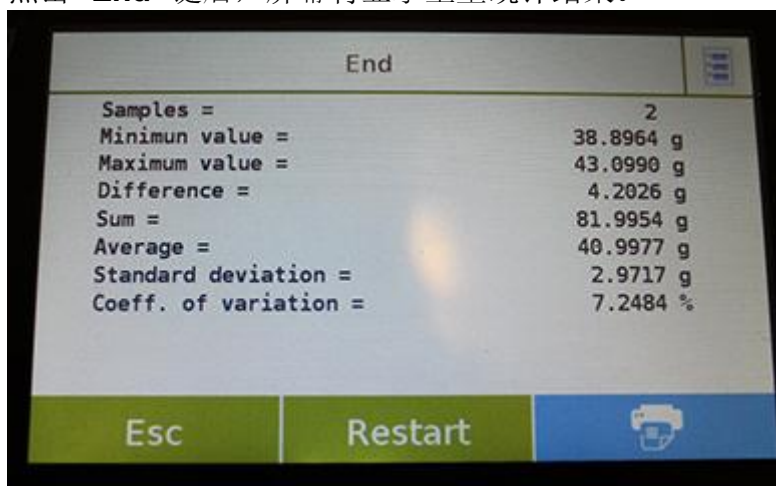 End
End
Samples = 2
Minimun value = 38.8964 g
Maximum value = 43.0990 g
Difference = 4.2026 g
Sum = 81.9954 g
Average = 40.9977 g
Standard deviation = 2.9717 g
Coeff. of variation = 7.2484 %
Esc Restart